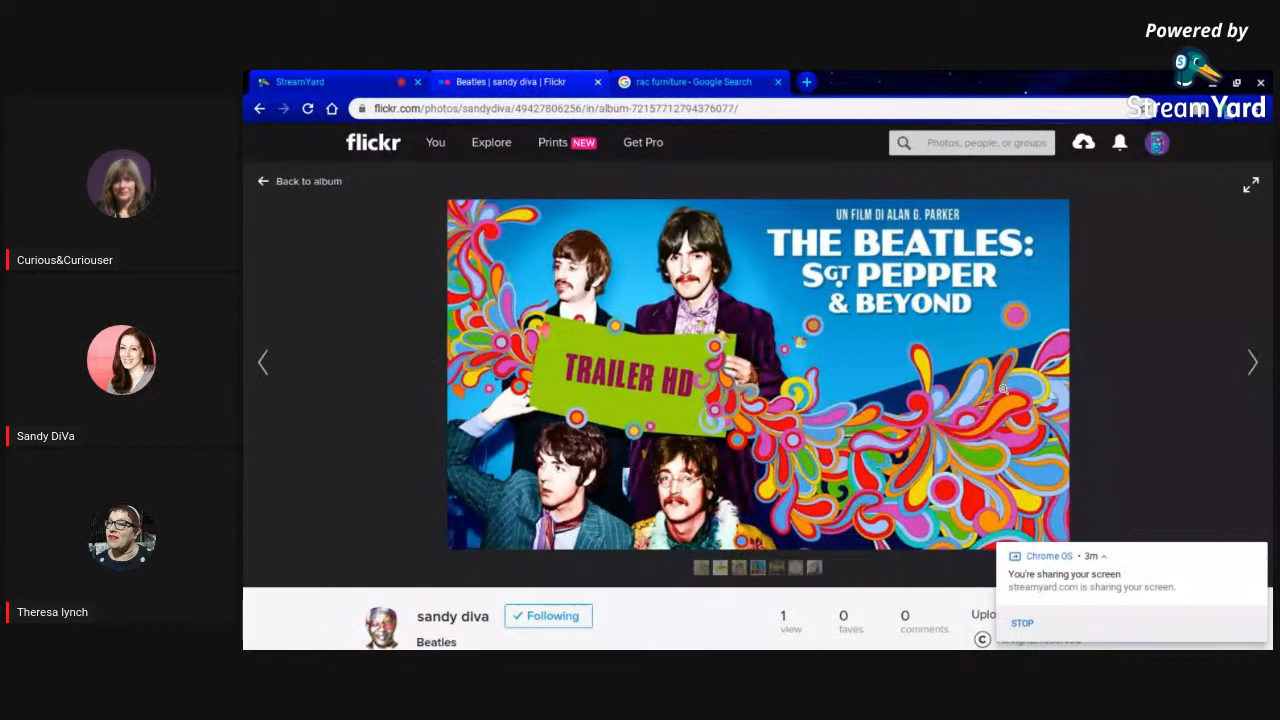 Powered by
StreamYard
StreamYard
Beatles | sandy diva | Flickr
rac furniture - Google Search
flickr.com/photos/sandydiva/49427806256/in/album-72157712794376077/
flickr
You
Explore
Prints NEW
Get Pro
Photos, people, or groups
Back to album
UN FILM DI ALAN G. PARKER
THE BEATLES:
SGT PEPPER
& BEYOND
TRAILER HD
Curious&Curiouser
Sandy DiVa
Theresa lynch
Chrome OS • 3m
You're sharing your screen
streamyard.com is sharing your screen.
STOP
sandy diva
Following
Beatles
1
view
0
faves
0
comments